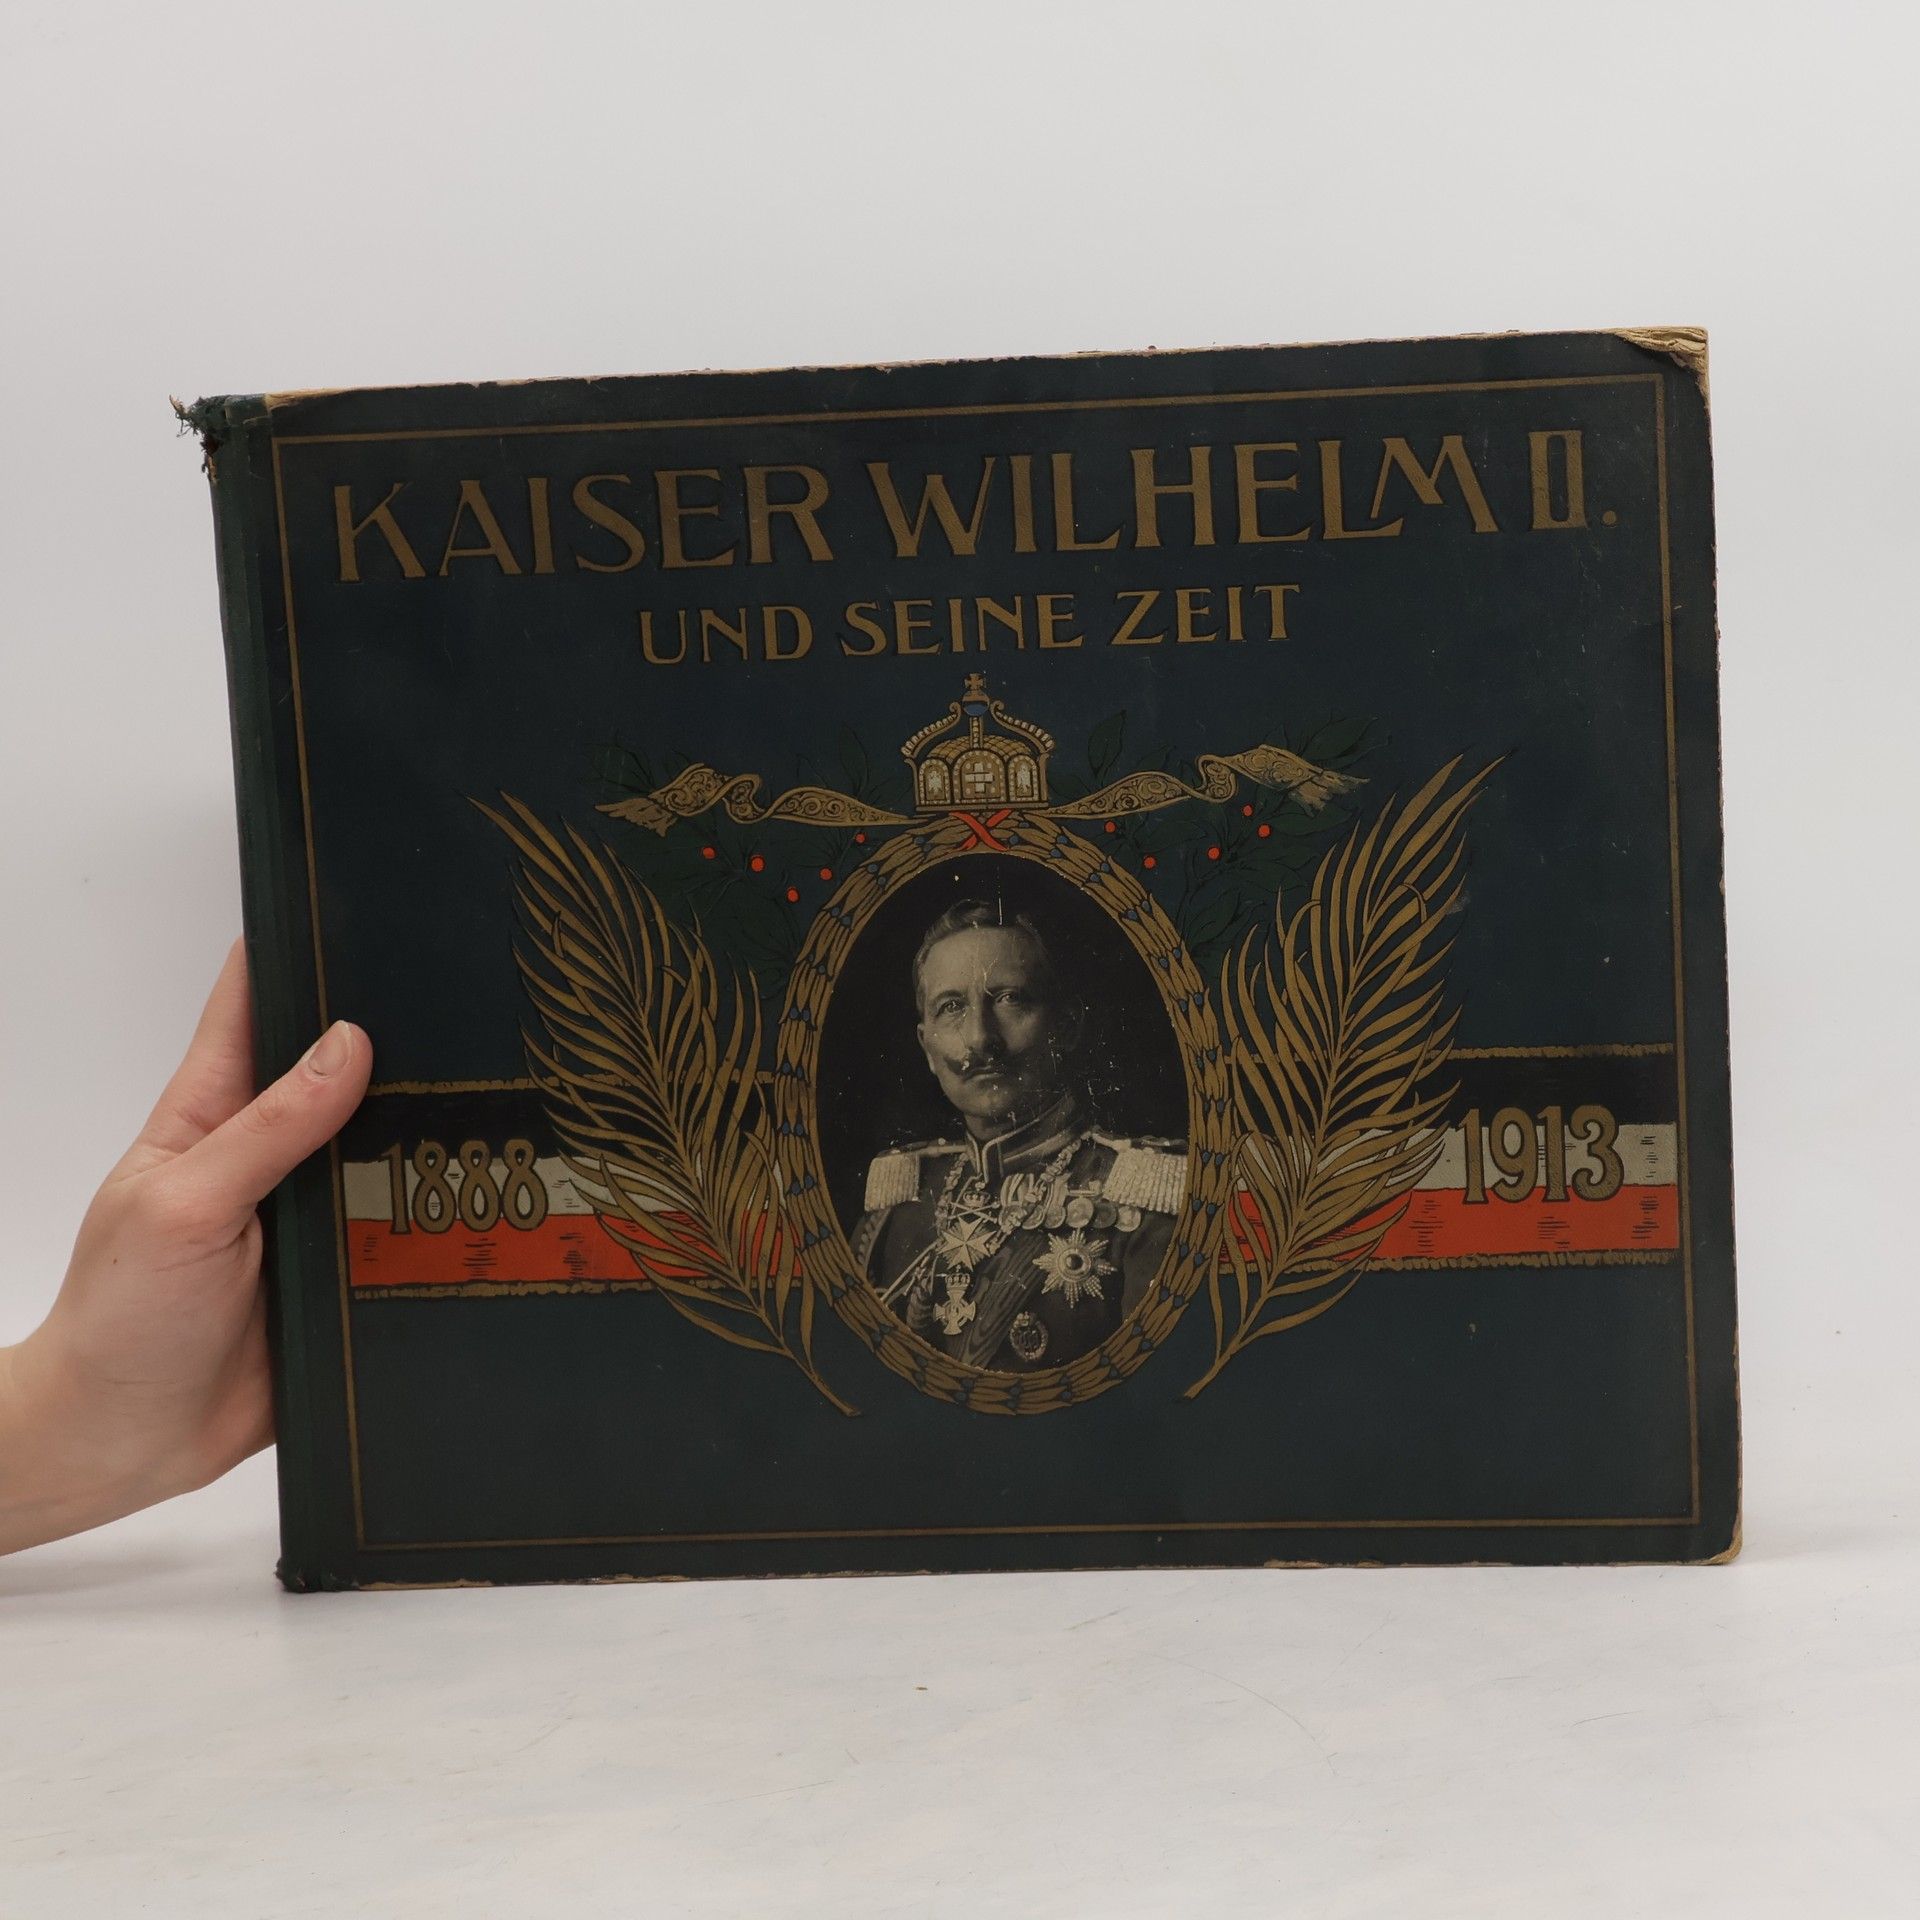 KAISER WILHELM II.
UND SEINE ZEIT
1888 1913